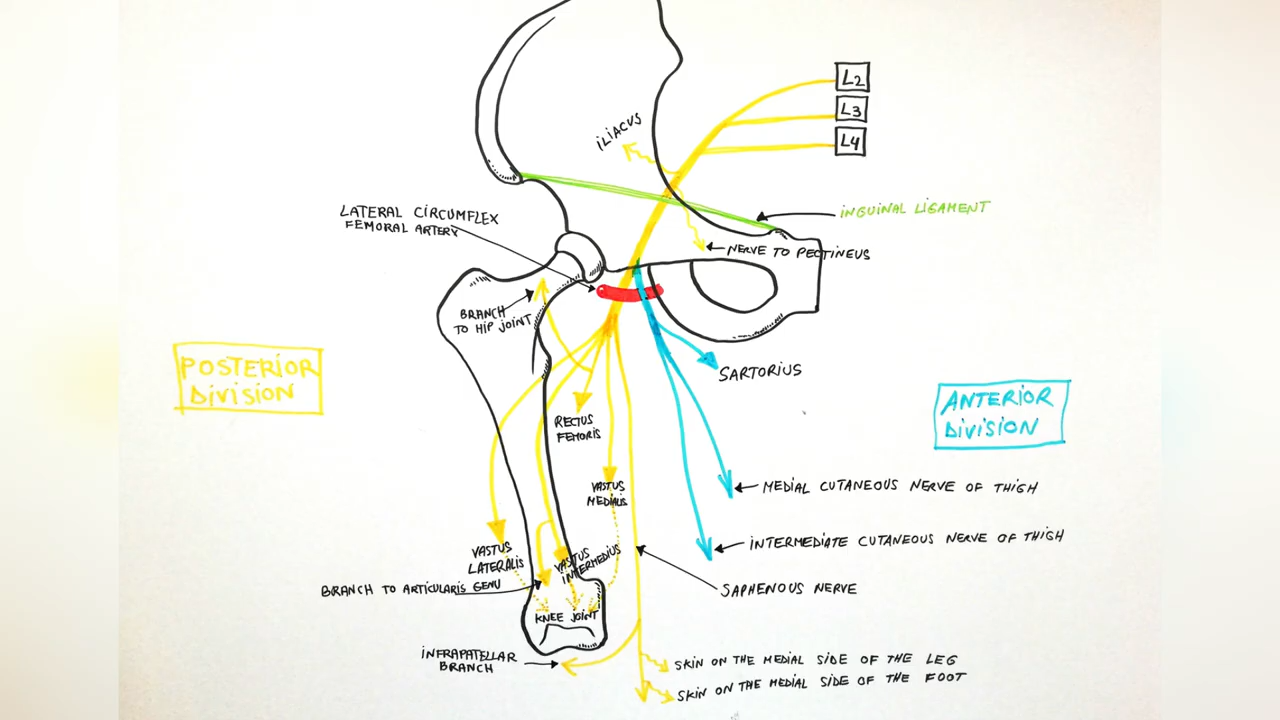 L2
L3
L4
ILIACUS
LATERAL CIRCUMFLEX
FEMORAL ARTERY
INGUINAL LIGAMENT
NERVE TO PECTINEUS
BRANCH
TO HIP JOINT
POSTERIOR
DIVISION
SARTORIUS
ANTERIOR
DIVISION
RECTUS
FEMORIS
VASTUS
MEDIALIS
MEDIAL CUTANEOUS NERVE OF THIGH
INTERMEDIATE CUTANEOUS NERVE OF THIGH
VASTUS
LATERALIS
VASTUS
INTERMEDIUS
BRANCH TO ARTICULARIS GENU
SAPHENOUS NERVE
KNEE JOINT
INFRAPATELLAR
BRANCH
SKIN ON THE MEDIAL SIDE OF THE LEG
SKIN ON THE MEDIAL SIDE OF THE FOOT